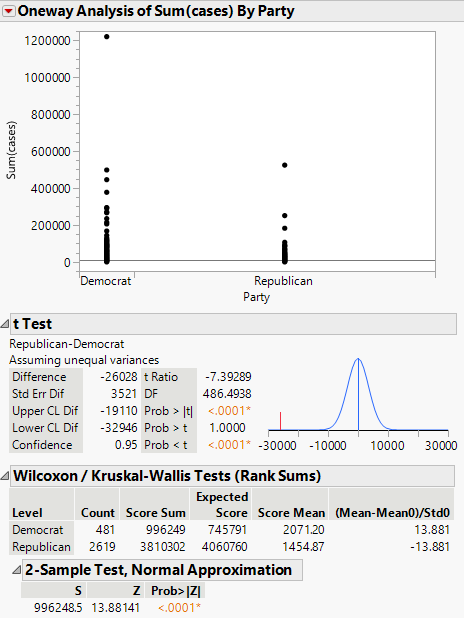 Oneway Analysis of Sum(cases) By Party
1200000
1000000
800000
600000
400000
200000
0
Sum(cases)
Democrat Republican
Party
t Test
Republican-Democrat
Assuming unequal variances
Difference -26028 t Ratio -7.39289
Std Err Dif 3521 DF 486.4938
Upper CL Dif -19110 Prob > |t| <.0001*
Lower CL Dif -32946 Prob > t 1.0000
Confidence 0.95 Prob < t <.0001*
-30000 -10000 0 10000 30000
Wilcoxon / Kruskal-Wallis Tests (Rank Sums)
Expected
Level Count Score Sum Score Score Mean (Mean-Mean0)/Std0
Democrat 481 996249 745791 2071.20 13.881
Republican 2619 3810302 4060760 1454.87 -13.881
2-Sample Test, Normal Approximation
S Z Prob>|Z|
996248.5 13.88141 <.0001*